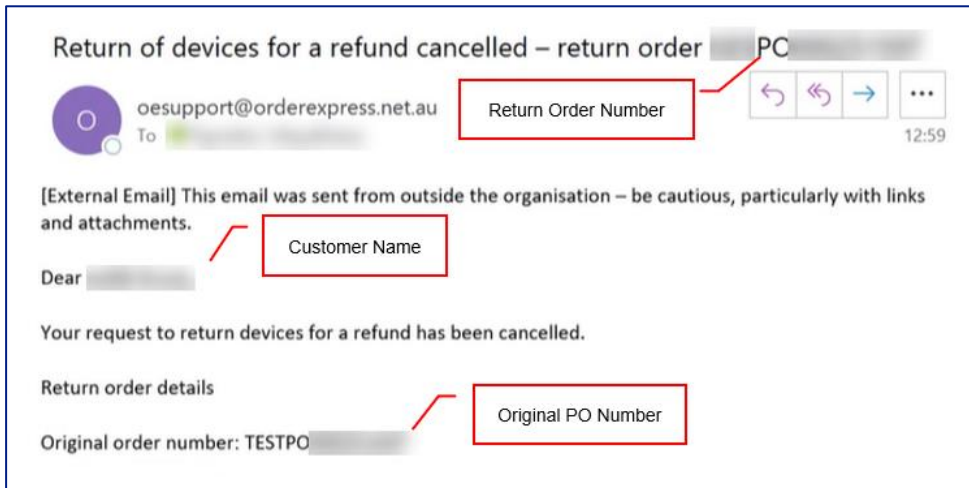 Return of devices for a refund cancelled – return order PO
Return Order Number
O
oesupport@orderexpress.net.au
To
12:59
[External Email] This email was sent from outside the organisation – be cautious, particularly with links
and attachments.
Customer Name
Dear
Your request to return devices for a refund has been cancelled.
Return order details
Original PO Number
Original order number: TESTPO